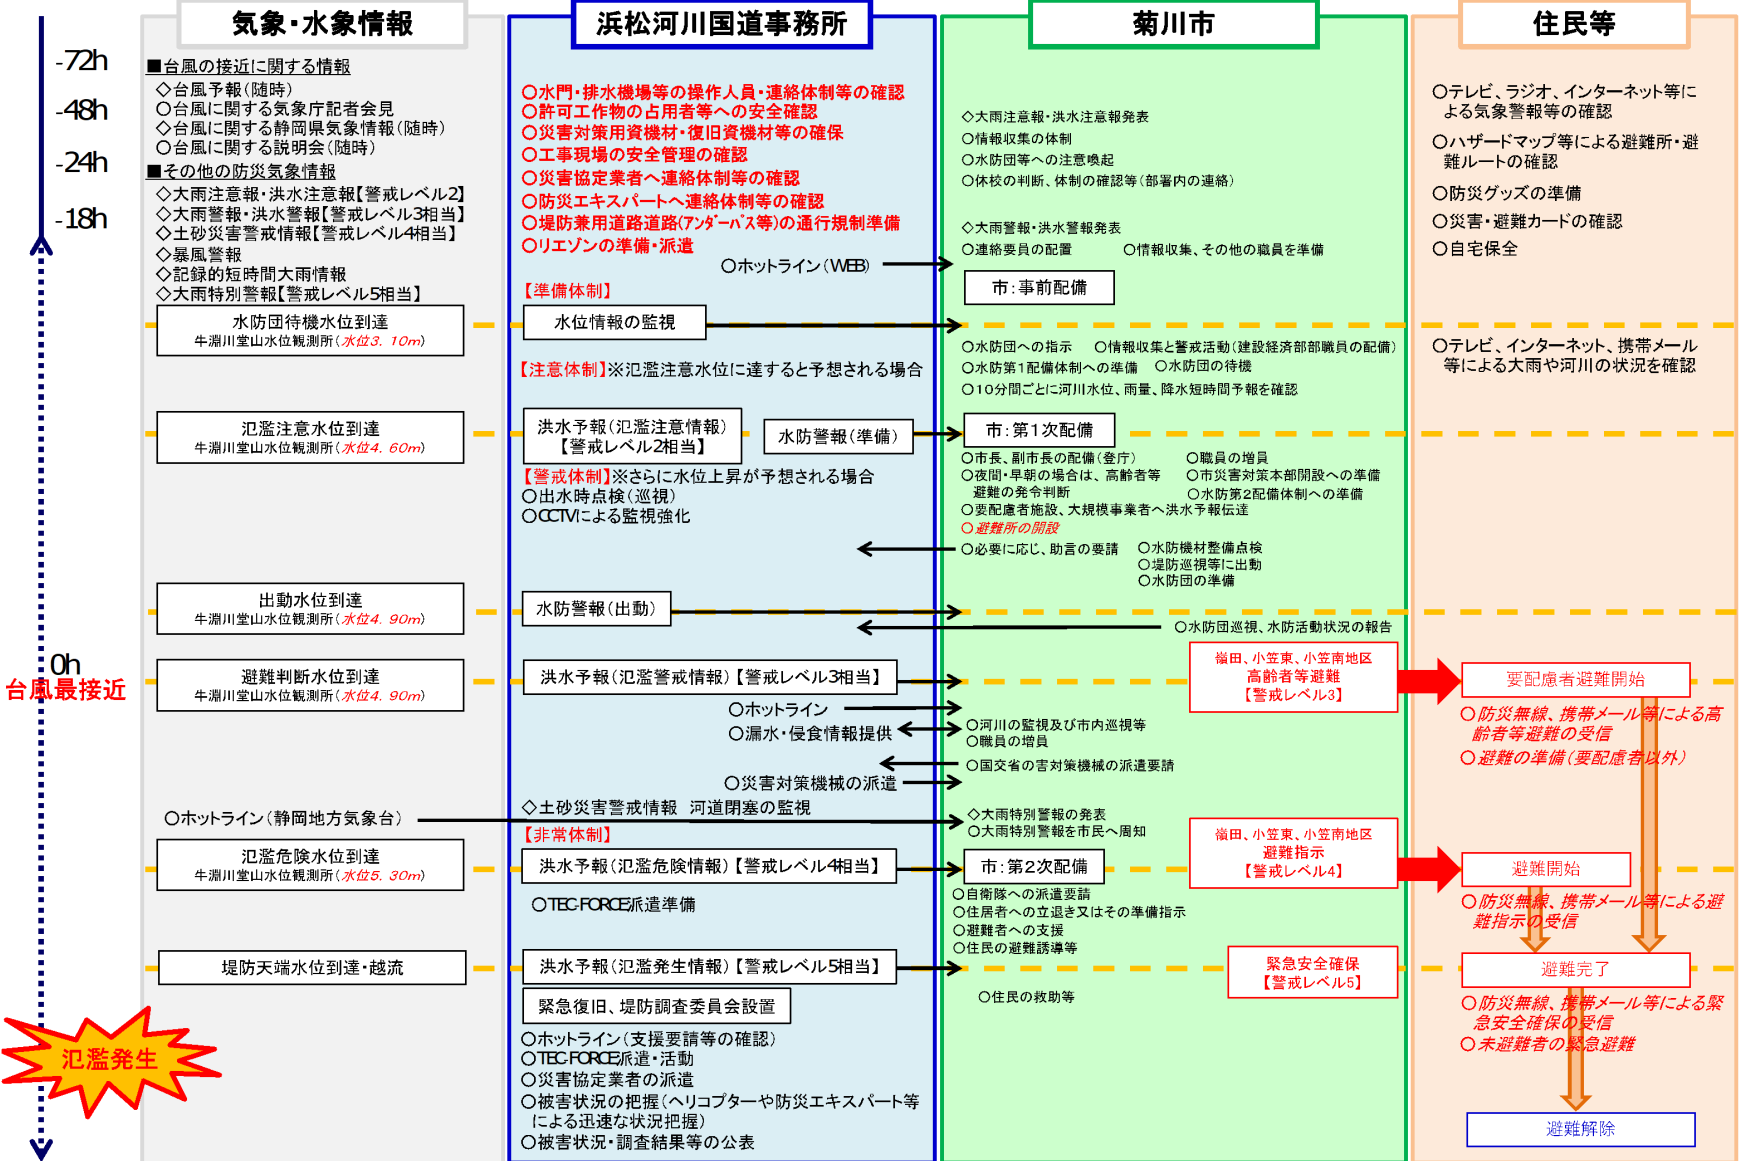 気象・水象情報
浜松河川国道事務所
菊川市
住民等
-72h
-48h
-24h
-18h
0h
台風最接近
氾濫発生
■台風の接近に関する情報
◇台風予報(随時)
○台風に関する気象庁記者会見
◇台風に関する静岡県気象情報(随時)
○台風に関する説明会(随時)
■その他の防災気象情報
◇大雨注意報・洪水注意報【警戒レベル2】
◇大雨警報・洪水警報【警戒レベル3相当】
◇土砂災害警戒情報【警戒レベル4相当】
◇暴風警報
◇記録的短時間大雨情報
◇大雨特別警報【警戒レベル5相当】
水防団待機水位到達
牛淵川堂山水位観測所(水位3.10m)
氾濫注意水位到達
牛淵川堂山水位観測所(水位4.60m)
出動水位到達
牛淵川堂山水位観測所(水位4.90m)
避難判断水位到達
牛淵川堂山水位観測所(水位4.90m)
○ホットライン(静岡地方気象台)
氾濫危険水位到達
牛淵川堂山水位観測所(水位5.30m)
堤防天端水位到達・越流
○水門・排水機場等の操作人員・連絡体制等の確認
○許可工作物の占用者等への安全確認
○災害対策用資機材・復旧資機材等の確保
○工事現場の安全管理の確認
○災害協定業者へ連絡体制等の確認
○防災エキスパートへ連絡体制等の確認
○堤防兼用道路道路(アンダーパス等)の通行規制準備
○リエゾンの準備・派遣
○ホットライン(WEB)
【準備体制】
水位情報の監視
【注意体制】※氾濫注意水位に達すると予想される場合
洪水予報(氾濫注意情報)
【警戒レベル2相当】
水防警報(準備)
【警戒体制】※さらに水位上昇が予想される場合
○出水時点検(巡視)
○CCTVによる監視強化
水防警報(出動)
洪水予報(氾濫警戒情報)【警戒レベル3相当】
○ホットライン
○漏水・侵食情報提供
○災害対策機械の派遣
◇土砂災害警戒情報 河道閉塞の監視
【非常体制】
洪水予報(氾濫危険情報)【警戒レベル4相当】
○TEC-FORCE派遣準備
洪水予報(氾濫発生情報)【警戒レベル5相当】
緊急復旧、堤防調査委員会設置
○ホットライン(支援要請等の確認)
○TEC-FORCE派遣・活動
○災害協定業者の派遣
○被害状況の把握(ヘリコプターや防災エキスパート等
による迅速な状況把握)
○被害状況・調査結果等の公表
◇大雨注意報・洪水注意報発表
○情報収集の体制
○水防団等への注意喚起
○休校の判断、体制の確認等(部署内の連絡)
◇大雨警報・洪水警報発表
○連絡要員の配置 ○情報収集、その他の職員を準備
市:事前配備
○水防団への指示 ○情報収集と警戒活動(建設経済部部職員の配備)
○水防第1配備体制への準備 ○水防団の待機
○10分間ごとに河川水位、雨量、降水短時間予報を確認
市:第1次配備
○市長、副市長の配備(登庁) ○職員の増員
○夜間・早朝の場合は、高齢者等 ○市災害対策本部開設への準備
避難の発令判断 ○水防第2配備体制への準備
○要配慮者施設、大規模事業者へ洪水予報伝達
○避難所の開設
○必要に応じ、助言の要請 ○水防機材整備点検
○堤防巡視等に出動
○水防団の準備
○水防団巡視、水防活動状況の報告
嶺田、小笠東、小笠南地区
高齢者等避難
【警戒レベル3】
○河川の監視及び市内巡視等
○職員の増員
○国交省の害対策機械の派遣要請
◇大雨特別警報の発表
○大雨特別警報を市民へ周知
嶺田、小笠東、小笠南地区
避難指示
【警戒レベル4】
市:第2次配備
○自衛隊への派遣要請
○住居者への立退き又はその準備指示
○避難者への支援
○住民の避難誘導等
緊急安全確保
【警戒レベル5】
○住民の救助等
○テレビ、ラジオ、インターネット等に
よる気象警報等の確認
○ハザードマップ等による避難所・避
難ルートの確認
○防災グッズの準備
○災害・避難カードの確認
○自宅保全
○テレビ、インターネット、携帯メール
等による大雨や河川の状況を確認
要配慮者避難開始
○防災無線、携帯メール等による高
齢者等避難の受信
○避難の準備(要配慮者以外)
避難開始
○防災無線、携帯メール等による避
難指示の受信
避難完了
○防災無線、携帯メール等による緊
急安全確保の受信
○未避難者の緊急避難
避難解除